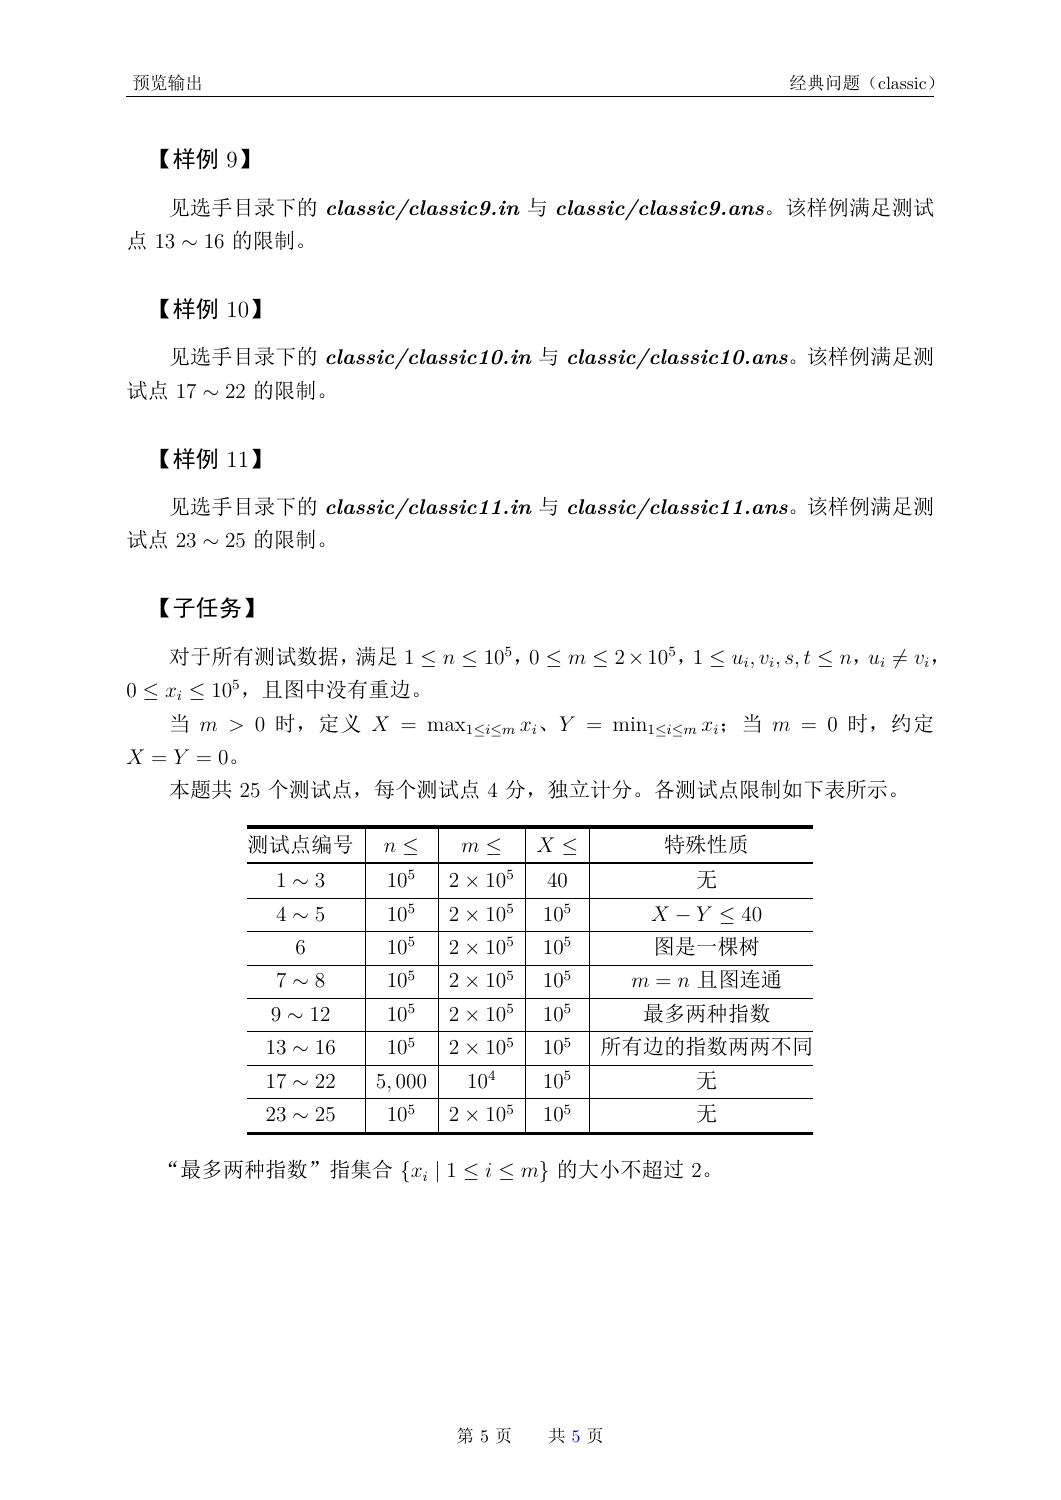 预览输出 经典问题（classic）
【样例 9】
见选手目录下的 classic/classic9.in 与 classic/classic9.ans。该样例满足测试
点 13 ∼ 16 的限制。
【样例 10】
见选手目录下的 classic/classic10.in 与 classic/classic10.ans。该样例满足测
试点 17 ∼ 22 的限制。
【样例 11】
见选手目录下的 classic/classic11.in 与 classic/classic11.ans。该样例满足测
试点 23 ∼ 25 的限制。
【子任务】
对于所有测试数据，满足 1 ≤ n ≤ 10^5，0 ≤ m ≤ 2×10^5，1 ≤ u_i, v_i, s, t ≤ n，u_i ≠ v_i，
0 ≤ x_i ≤ 10^5，且图中没有重边。
当 m > 0 时，定义 X = max_{1≤i≤m} x_i、Y = min_{1≤i≤m} x_i；当 m = 0 时，约定
X = Y = 0。
本题共 25 个测试点，每个测试点 4 分，独立计分。各测试点限制如下表所示。
测试点编号 n ≤ m ≤ X ≤ 特殊性质
1 ∼ 3 10^5 2 × 10^5 40 无
4 ∼ 5 10^5 2 × 10^5 10^5 X − Y ≤ 40
6 10^5 2 × 10^5 10^5 图是一棵树
7 ∼ 8 10^5 2 × 10^5 10^5 m = n 且图连通
9 ∼ 12 10^5 2 × 10^5 10^5 最多两种指数
13 ∼ 16 10^5 2 × 10^5 10^5 所有边的指数两两不同
17 ∼ 22 5,000 10^4 10^5 无
23 ∼ 25 10^5 2 × 10^5 10^5 无
“最多两种指数”指集合 {x_i | 1 ≤ i ≤ m} 的大小不超过 2。
第 5 页 共 5 页